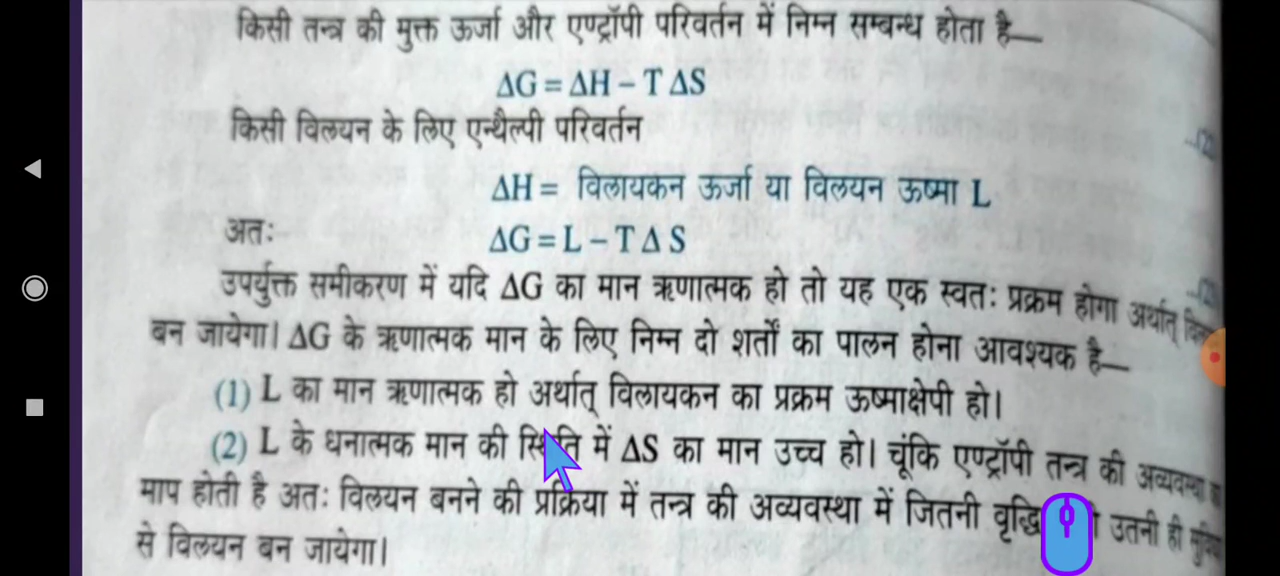 किसी तन्त्र की मुक्त ऊर्जा और एण्ट्रॉपी परिवर्तन में निम्न सम्बन्ध होता है—
ΔG = ΔH – T ΔS
किसी विलयन के लिए एन्थैल्पी परिवर्तन
ΔH = विलायकन ऊर्जा या विलयन ऊष्मा L
अतः ΔG = L – T Δ S
उपर्युक्त समीकरण में यदि ΔG का मान ऋणात्मक हो तो यह एक स्वतः प्रक्रम होगा अर्थात्
बन जायेगा। ΔG के ऋणात्मक मान के लिए निम्न दो शर्तों का पालन होना आवश्यक है—
(1) L का मान ऋणात्मक हो अर्थात् विलायकन का प्रक्रम ऊष्माक्षेपी हो।
(2) L के धनात्मक मान की स्थिति में ΔS का मान उच्च हो। चूंकि एण्ट्रॉपी तन्त्र की अव्यवस्था
माप होती है अतः विलयन बनने की प्रक्रिया में तन्त्र की अव्यवस्था में जितनी वृद्धि उतनी ही
से विलयन बन जायेगा।